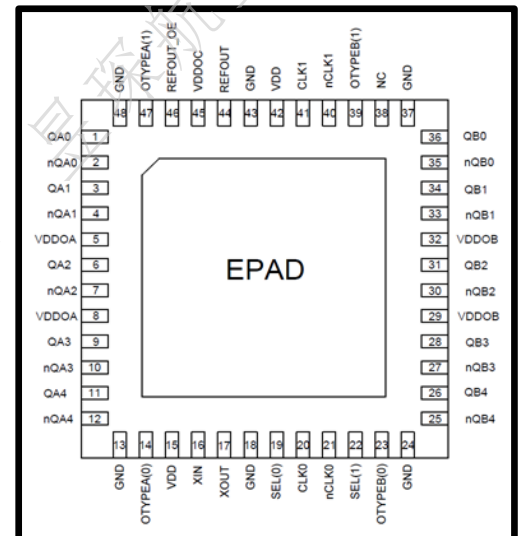 GND
OTYPEA(1)
REFOUT_OE
VDDOC
REFOUT
GND
VDD
CLK1
nCLK1
OTYPEB(1)
NC
GND
48 47 46 45 44 43 42 41 40 39 38 37
QA0 1
nQA0 2
QA1 3
nQA1 4
VDDOA 5
QA2 6
nQA2 7
VDDOA 8
QA3 9
nQA3 10
QA4 11
nQA4 12
EPAD
36 QB0
35 nQB0
34 QB1
33 nQB1
32 VDDOB
31 QB2
30 nQB2
29 VDDOB
28 QB3
27 nQB3
26 QB4
25 nQB4
13 14 15 16 17 18 19 20 21 22 23 24
GND
OTYPEA(0)
VDD
XIN
XOUT
GND
SEL(0)
CLK0
nCLK0
SEL(1)
OTYPEB(0)
GND